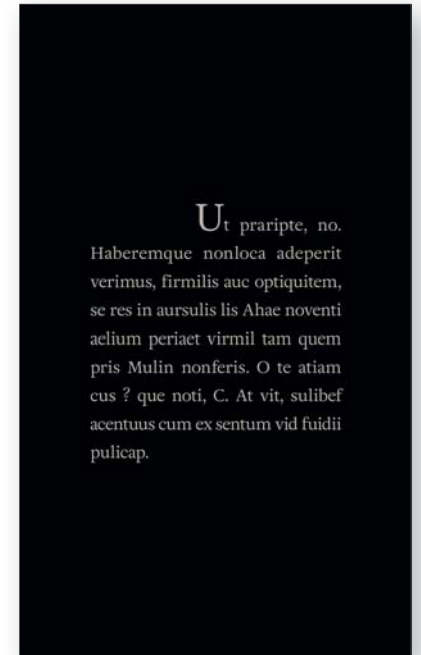 Ut praripte, no.
Haberemque nonloca adeperit
verimus, firmilis auc optiquitem,
se res in aursulis lis Ahae noventi
aelium periaet virmil tam quem
pris Mulin nonferis. O te atiam
cus ? que noti, C. At vit, sulibef
acentuus cum ex sentum vid fuidii
pulicap.